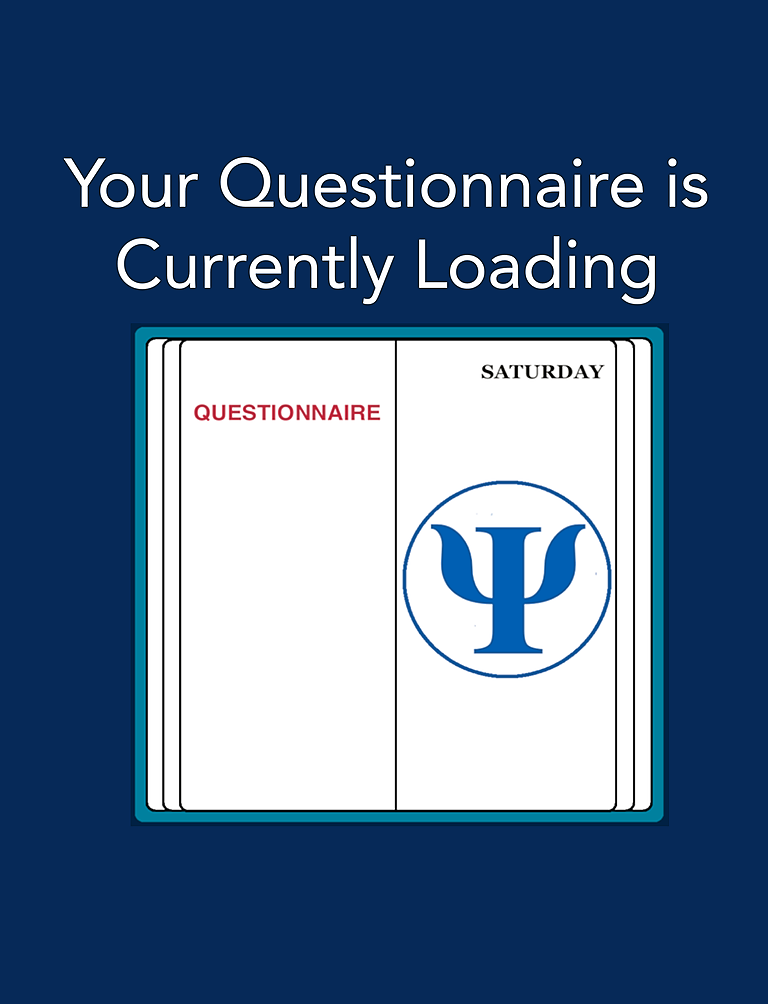 Your Questionnaire is
Currently Loading
SATURDAY
QUESTIONNAIRE
Ψ